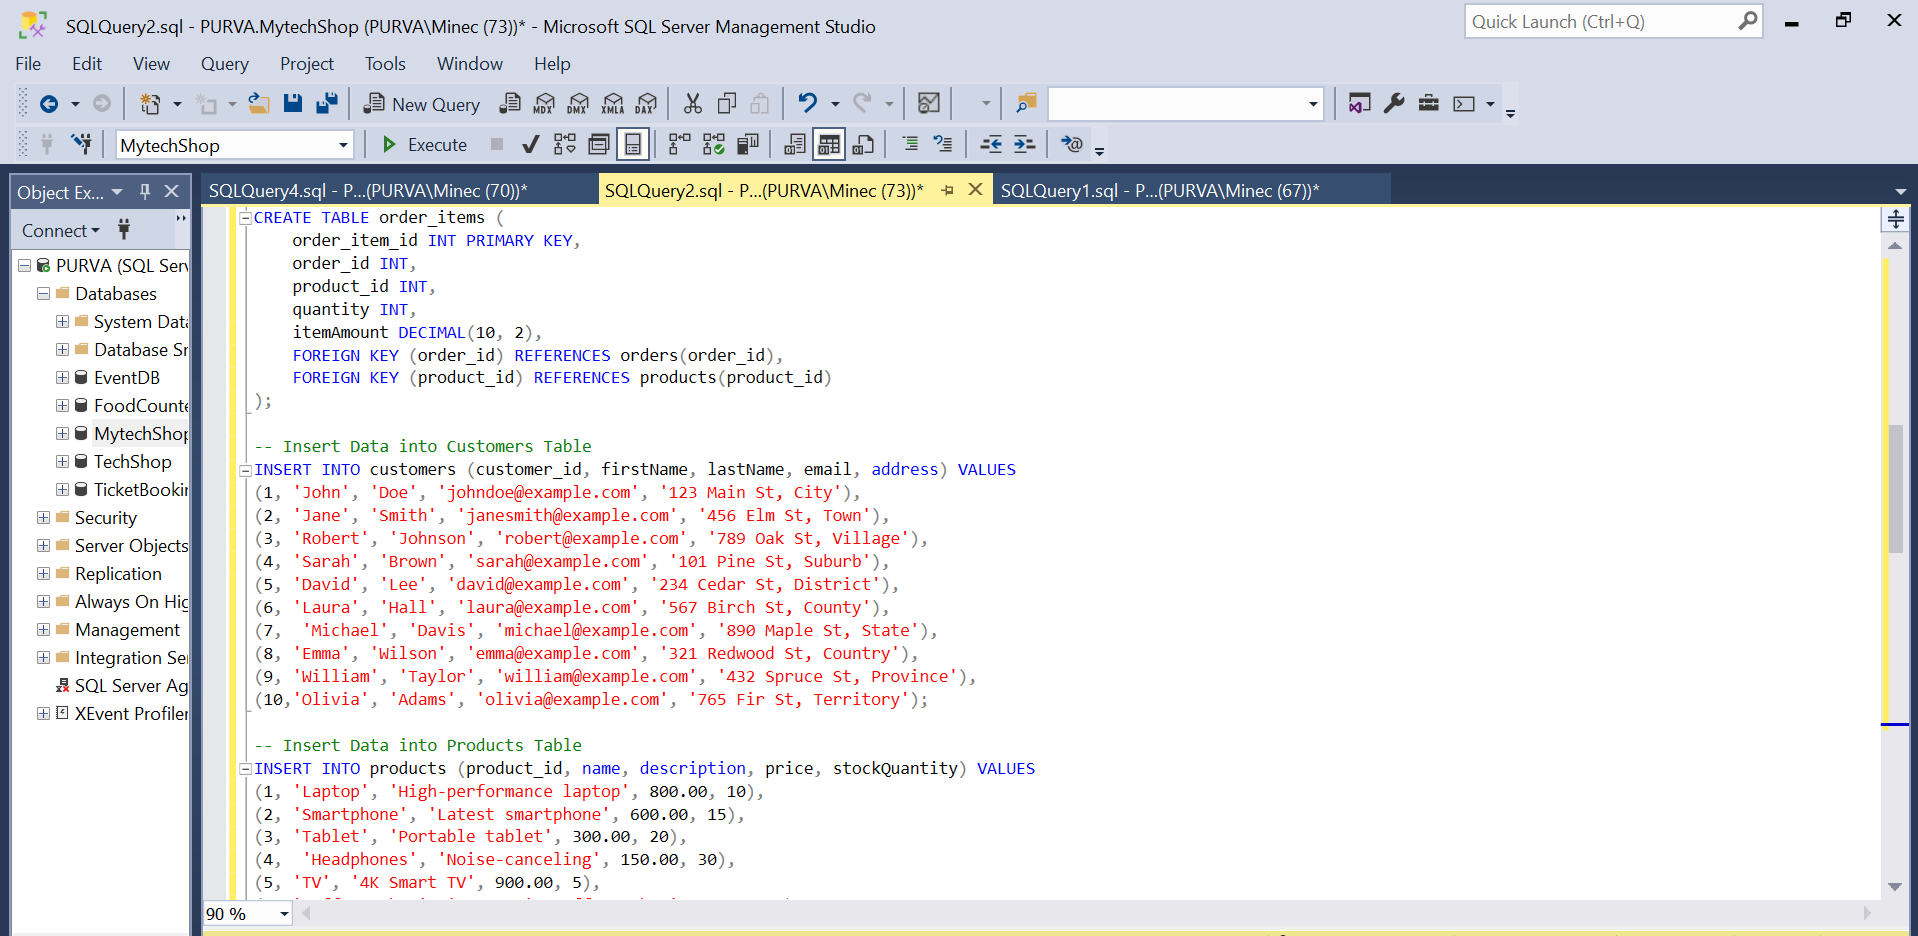 SQLQuery2.sql - PURVA.MytechShop (PURVA\Minec (73))* - Microsoft SQL Server Management Studio
Quick Launch (Ctrl+Q)
File Edit View Query Project Tools Window Help
New Query MDX DMX XMLA DAX
MytechShop Execute
Object Ex...
Connect
PURVA (SQL Serv
Databases
System Data
Database Sn
EventDB
FoodCounte
MytechShop
TechShop
TicketBookin
Security
Server Objects
Replication
Always On Hig
Management
Integration Se
SQL Server Ag
XEvent Profiler
SQLQuery4.sql - P...(PURVA\Minec (70))* SQLQuery2.sql - P...(PURVA\Minec (73))* SQLQuery1.sql - P...(PURVA\Minec (67))*
CREATE TABLE order_items (
order_item_id INT PRIMARY KEY,
order_id INT,
product_id INT,
quantity INT,
itemAmount DECIMAL(10, 2),
FOREIGN KEY (order_id) REFERENCES orders(order_id),
FOREIGN KEY (product_id) REFERENCES products(product_id)
);
-- Insert Data into Customers Table
INSERT INTO customers (customer_id, firstName, lastName, email, address) VALUES
(1, 'John', 'Doe', 'johndoe@example.com', '123 Main St, City'),
(2, 'Jane', 'Smith', 'janesmith@example.com', '456 Elm St, Town'),
(3, 'Robert', 'Johnson', 'robert@example.com', '789 Oak St, Village'),
(4, 'Sarah', 'Brown', 'sarah@example.com', '101 Pine St, Suburb'),
(5, 'David', 'Lee', 'david@example.com', '234 Cedar St, District'),
(6, 'Laura', 'Hall', 'laura@example.com', '567 Birch St, County'),
(7,  'Michael', 'Davis', 'michael@example.com', '890 Maple St, State'),
(8, 'Emma', 'Wilson', 'emma@example.com', '321 Redwood St, Country'),
(9, 'William', 'Taylor', 'william@example.com', '432 Spruce St, Province'),
(10,'Olivia', 'Adams', 'olivia@example.com', '765 Fir St, Territory');
-- Insert Data into Products Table
INSERT INTO products (product_id, name, description, price, stockQuantity) VALUES
(1, 'Laptop', 'High-performance laptop', 800.00, 10),
(2, 'Smartphone', 'Latest smartphone', 600.00, 15),
(3, 'Tablet', 'Portable tablet', 300.00, 20),
(4,  'Headphones', 'Noise-canceling', 150.00, 30),
(5, 'TV', '4K Smart TV', 900.00, 5),
90 %